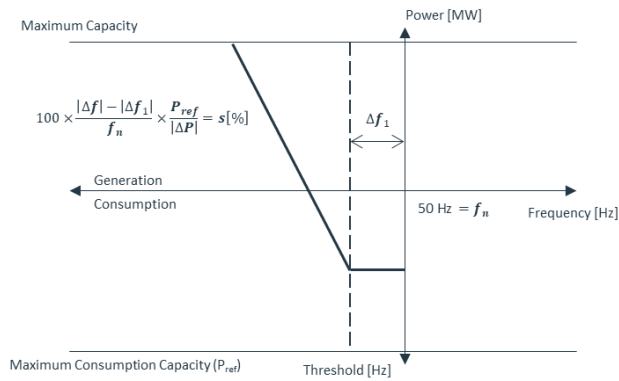 Power [MW]
Maximum Capacity
100 × |Δf| − |Δf₁| / fₙ × P_ref / |ΔP| = s[%]
Δf₁
Generation
Consumption
50 Hz = fₙ
Frequency [Hz]
Maximum Consumption Capacity (P_ref)
Threshold [Hz]